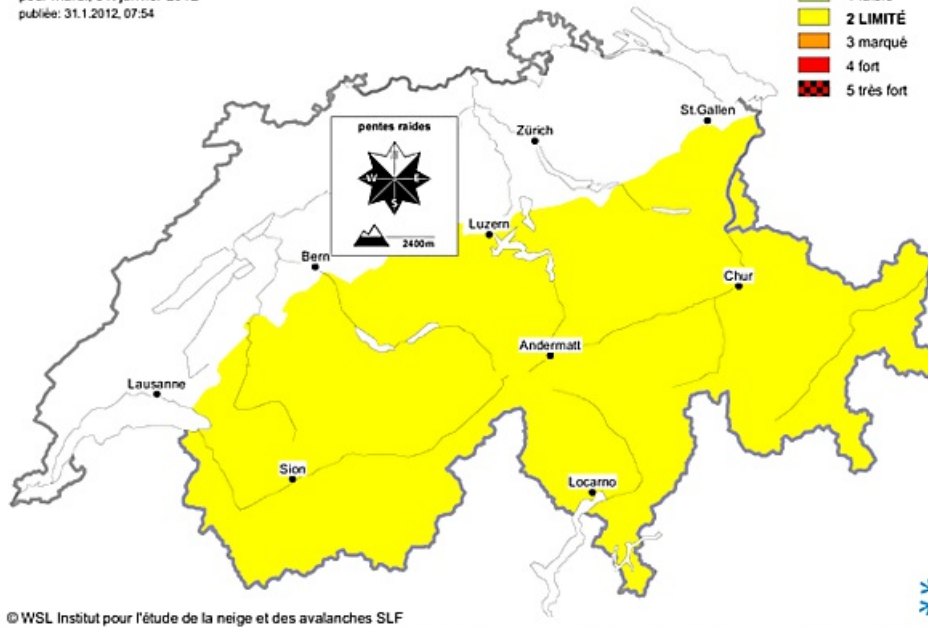 publiée: 31.1.2012, 07:54
2 LIMITÉ
3 marqué
4 fort
5 très fort
St.Gallen
Zürich
pentes raides
W
E
S
2400m
Luzern
Bern
Chur
Andermatt
Lausanne
Sion
Locarno
© WSL Institut pour l'étude de la neige et des avalanches SLF